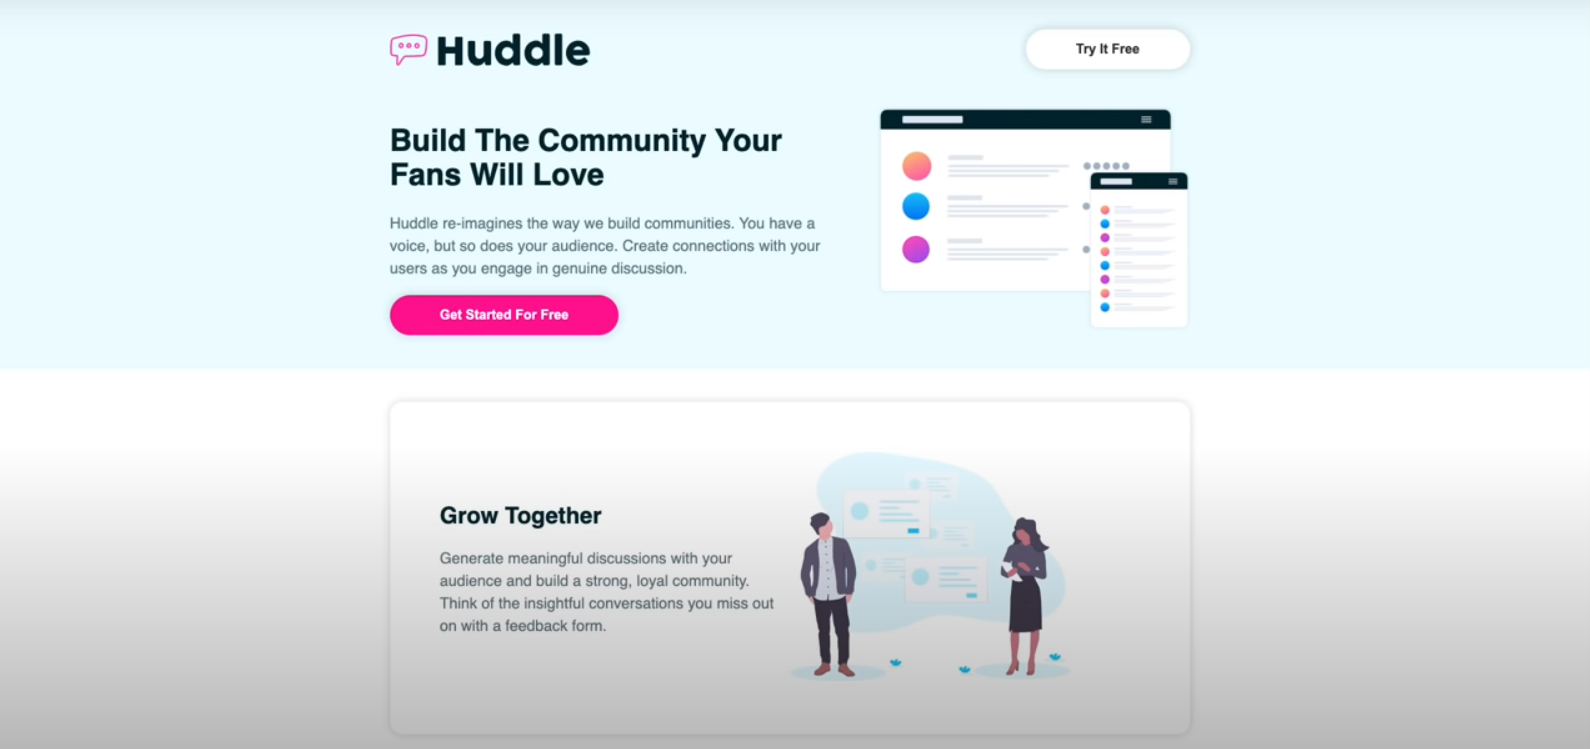 Huddle
Try It Free
Build The Community Your
Fans Will Love
Huddle re-imagines the way we build communities. You have a
voice, but so does your audience. Create connections with your
users as you engage in genuine discussion.
Get Started For Free
Grow Together
Generate meaningful discussions with your
audience and build a strong, loyal community.
Think of the insightful conversations you miss out
on with a feedback form.